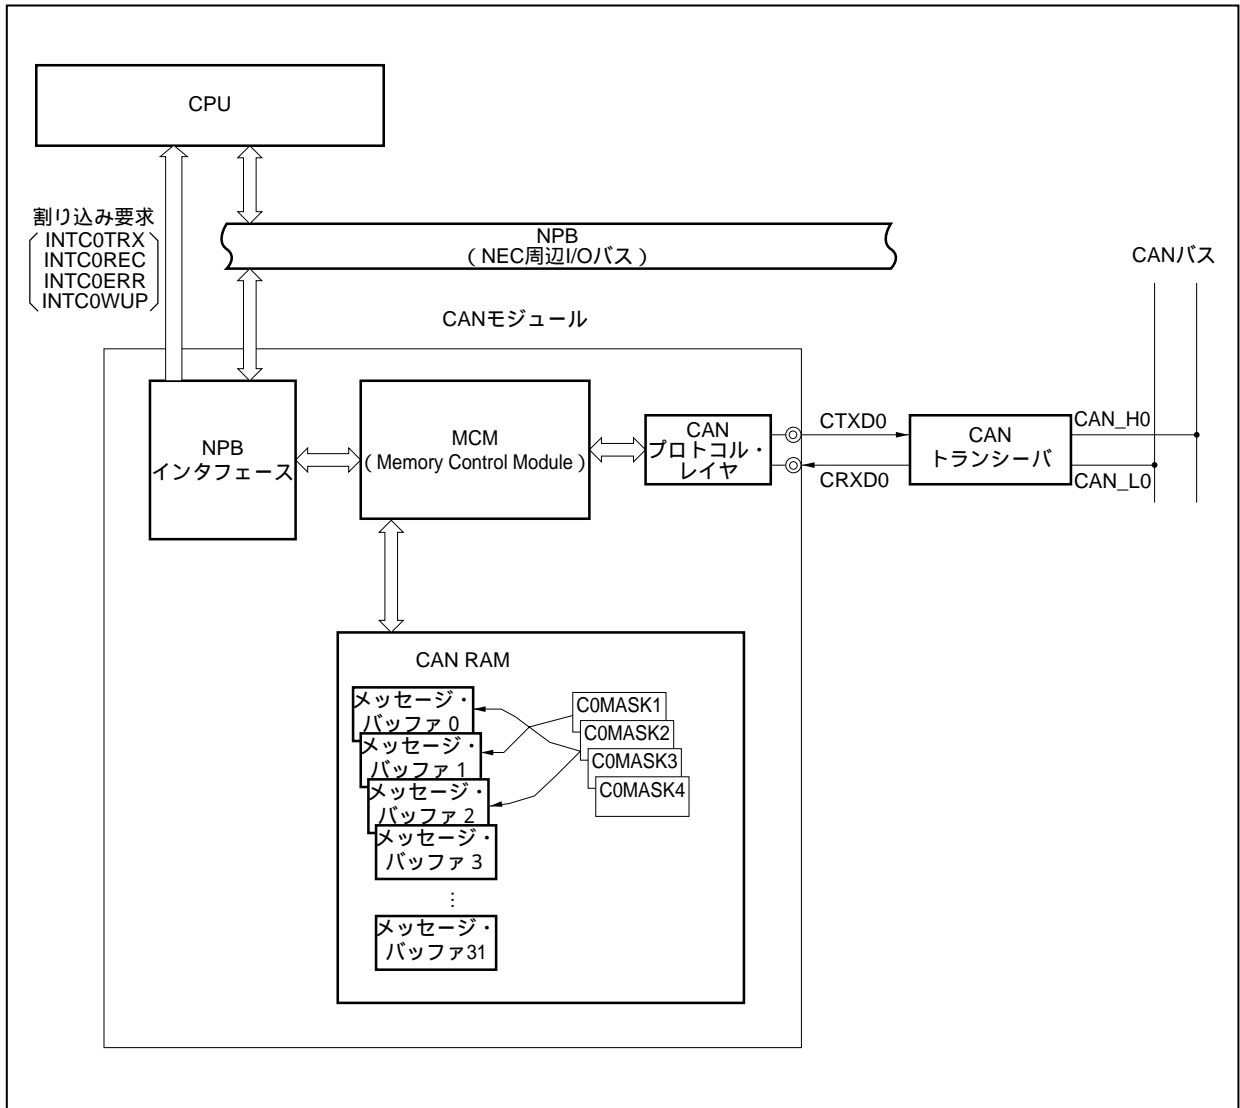 CPU
割り込み要求
INTC0TRX
INTC0REC
INTC0ERR
INTC0WUP
NPB
(NEC周辺I/Oバス)
CANバス
CANモジュール
NPB
インタフェース
MCM
(Memory Control Module)
CAN
プロトコル・
レイヤ
CTXD0
CRXD0
CAN
トランシーバ
CAN_H0
CAN_L0
CAN RAM
メッセージ・
バッファ0
メッセージ・
バッファ1
メッセージ・
バッファ2
メッセージ・
バッファ3
⋮
メッセージ・
バッファ31
C0MASK1
C0MASK2
C0MASK3
C0MASK4